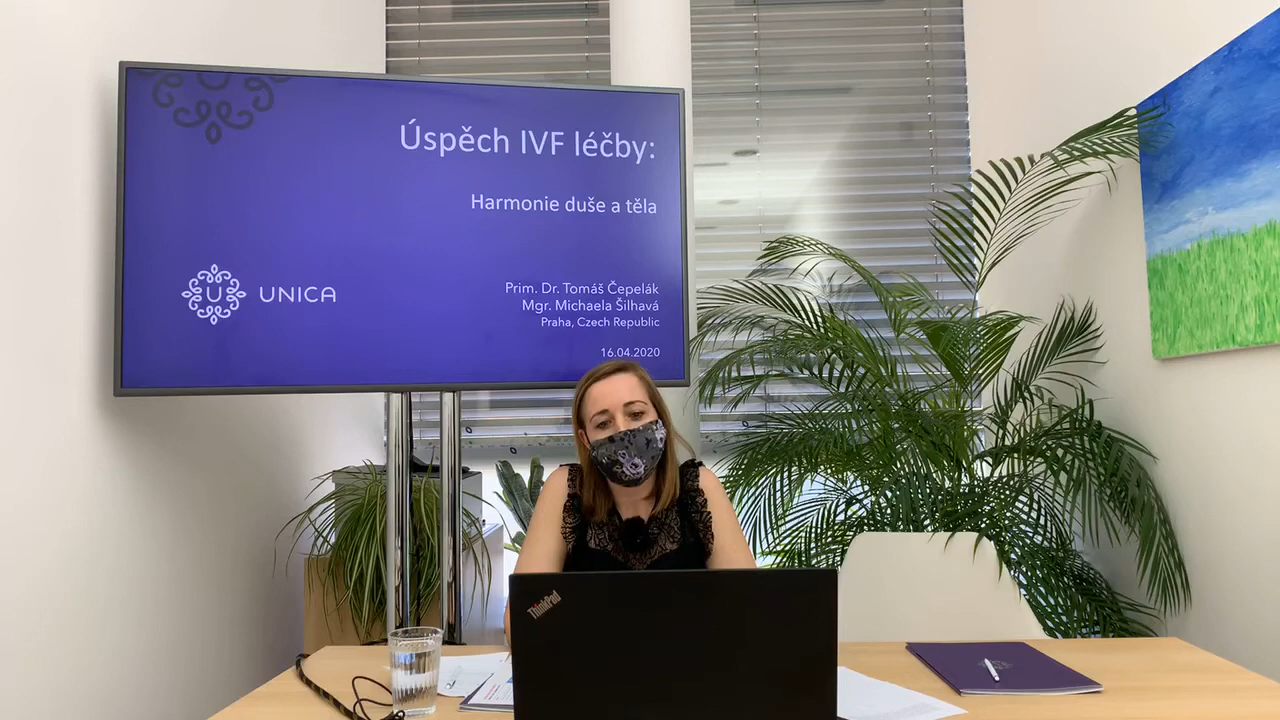 Úspěch IVF léčby:
Harmonie duše a těla
U UNICA
Prim. Dr. Tomáš Čepelák
Mgr. Michaela Šilhavá
Praha, Czech Republic
16.04.2020
ThinkPad